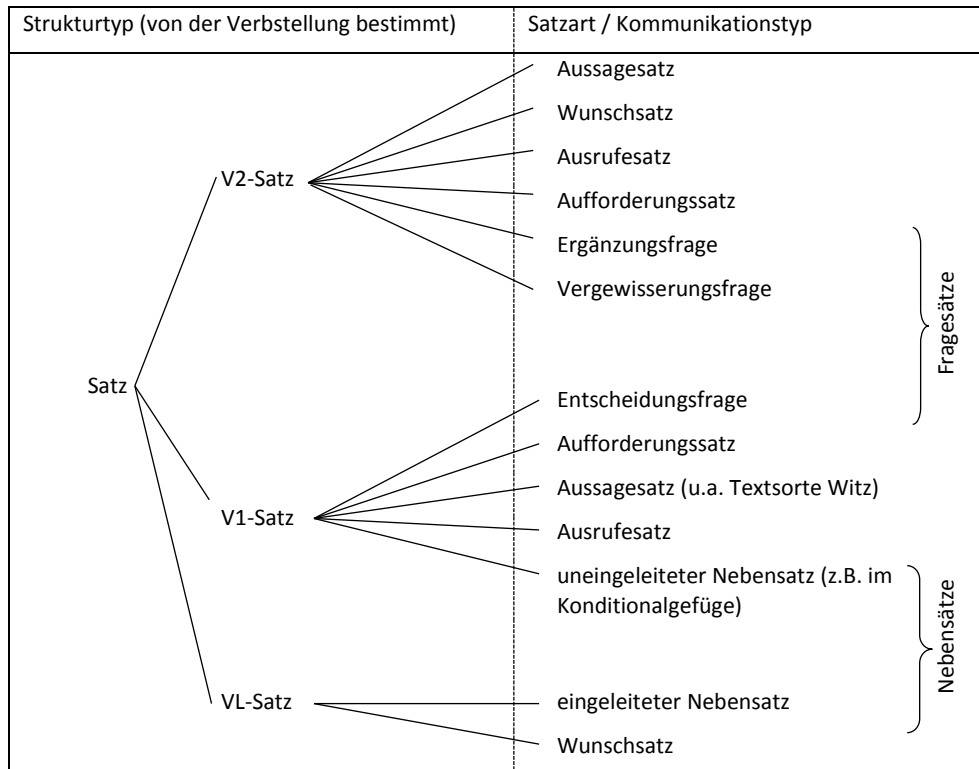 Strukturtyp (von der Verbstellung bestimmt)
Satzart / Kommunikationstyp
Satz
V2-Satz
Aussagesatz
Wunschsatz
Ausrufesatz
Aufforderungssatz
Ergänzungsfrage
Vergewisserungsfrage
V1-Satz
Entscheidungsfrage
Aufforderungssatz
Aussagesatz (u.a. Textsorte Witz)
Ausrufesatz
uneingeleiteter Nebensatz (z.B. im
Konditionalgefüge)
VL-Satz
eingeleiteter Nebensatz
Wunschsatz
Fragesätze
Nebensätze